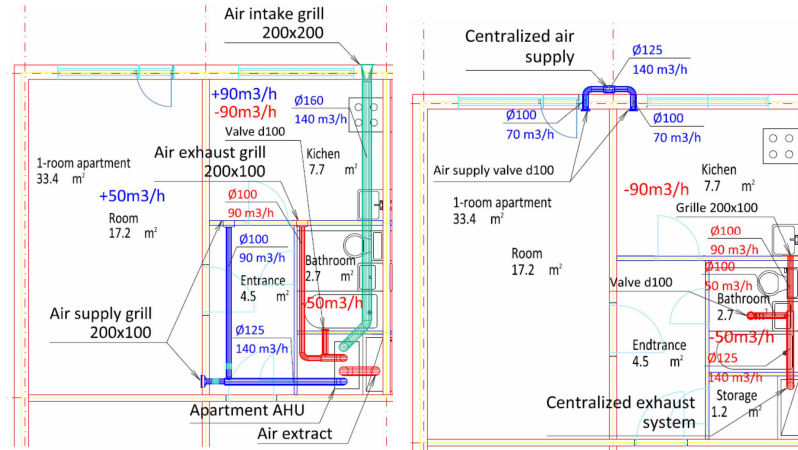 Air intake grill
200x200
+90m3/h
-90m3/h
Ø160
140 m3/h
Valve d100
Air exhaust grill
200x100
Kichen
7.7 m²
1-room apartment
33.4 m²
+50m3/h
Room
17.2 m²
Ø100
90 m3/h
Ø100
90 m3/h
Bathroom
2.7 m²
Entrance
4.5 m²
-50m3/h
Air supply grill
200x100
Ø125
140 m3/h
Apartment AHU
Air extract
Centralized air
supply
Ø125
140 m3/h
Ø100
70 m3/h
Ø100
70 m3/h
Air supply valve d100
Kichen
7.7 m²
-90m3/h
1-room apartment
33.4 m²
Grille 200x100
Ø100
90 m3/h
Room
17.2 m²
Ø100
50 m3/h
Valve d100
Bathroom
2.7 m²
-50m3/h
Endtrance
4.5 m²
Ø125
140 m3/h
Storage
1.2 m²
Centralized exhaust
system